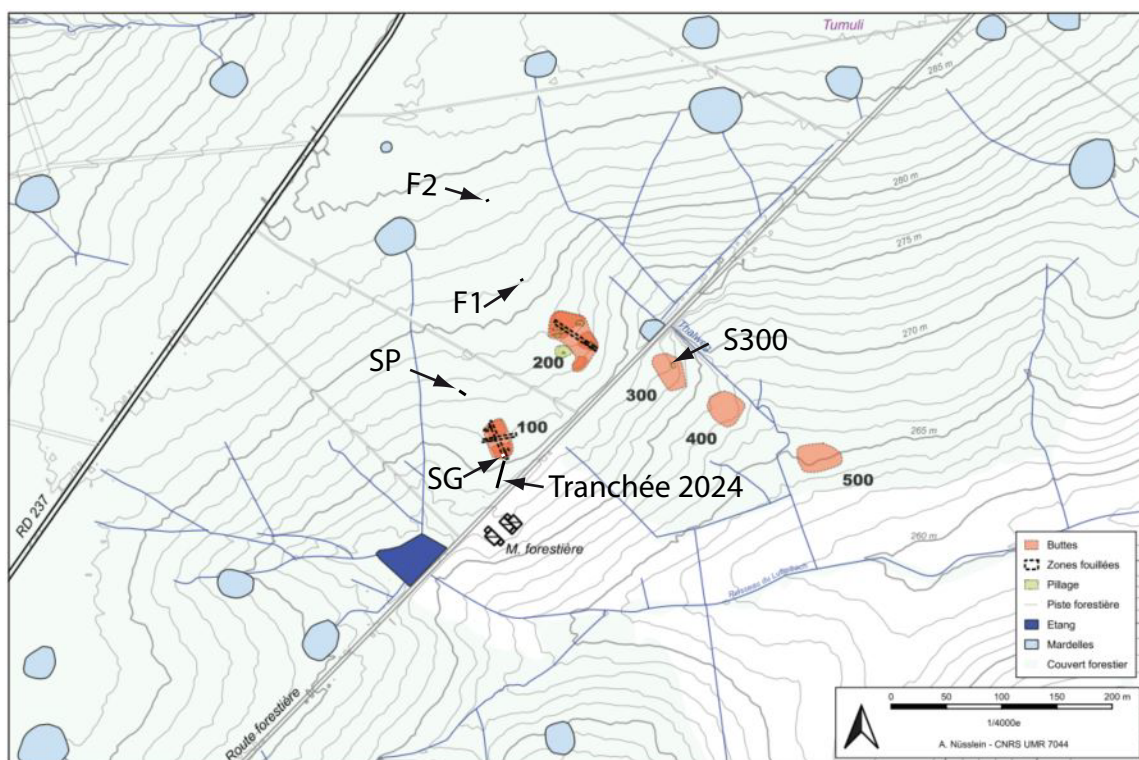 Tumuli
285 m
F2
280 m
275 m
F1
RD 237
270 m
Thalweg
S300
200
SP
300
100
400
265 m
SG
Tranchée 2024
500
M. forestière
260 m
Buttes
Zones fouillées
Pillage
Piste forestière
Etang
Mardelles
Couvert forestier
Route forestière
0 50 100 150 200 m
1/4000e
A. Nüsslein - CNRS UMR 7044